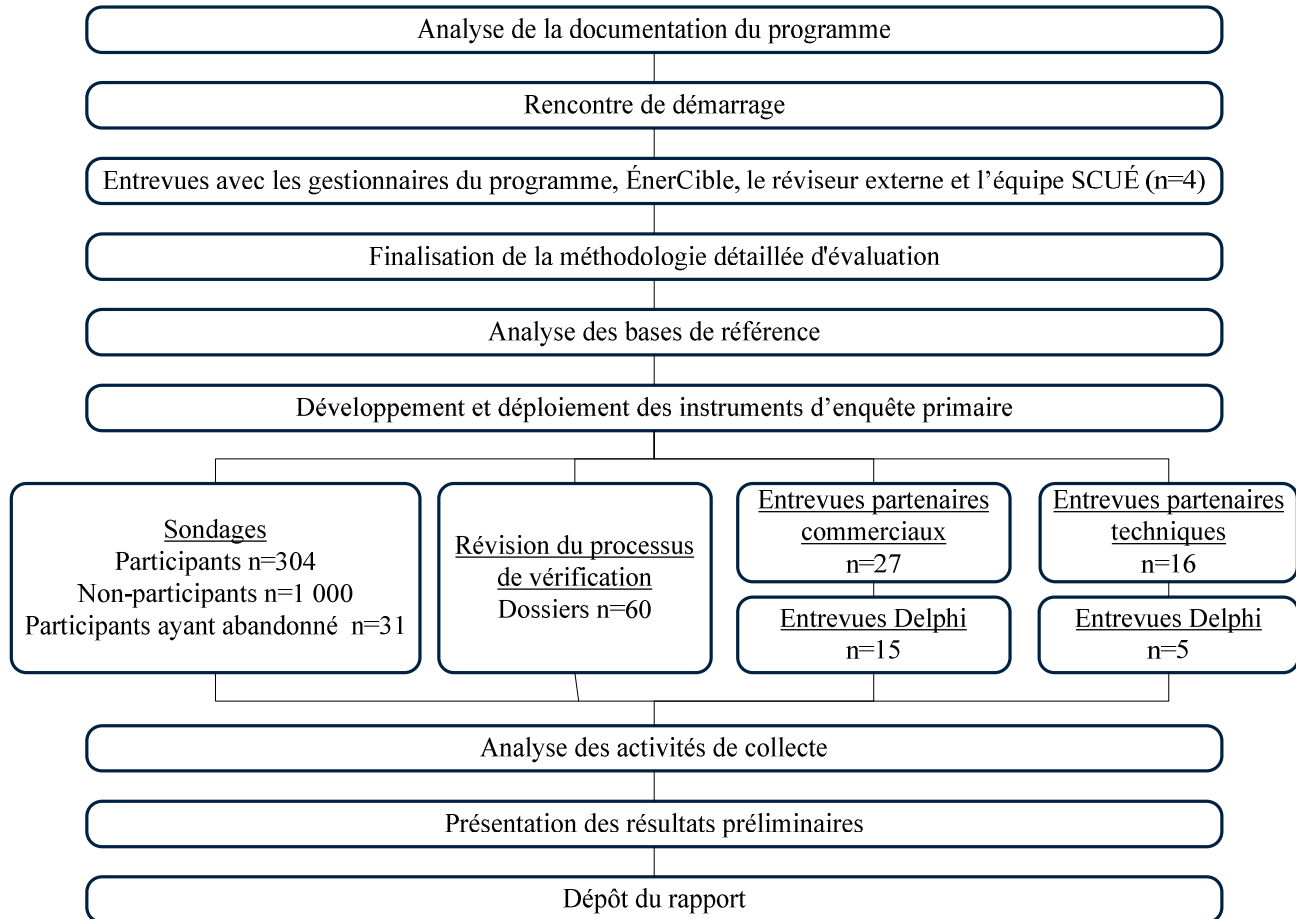 Analyse de la documentation du programme
Rencontre de démarrage
Entrevues avec les gestionnaires du programme, ÉnerCible, le réviseur externe et l’équipe SCUÉ (n=4)
Finalisation de la méthodologie détaillée d'évaluation
Analyse des bases de référence
Développement et déploiement des instruments d’enquête primaire
Sondages
Participants n=304
Non-participants n=1 000
Participants ayant abandonné n=31
Révision du processus
de vérification
Dossiers n=60
Entrevues partenaires
commerciaux
n=27
Entrevues Delphi
n=15
Entrevues partenaires
techniques
n=16
Entrevues Delphi
n=5
Analyse des activités de collecte
Présentation des résultats préliminaires
Dépôt du rapport